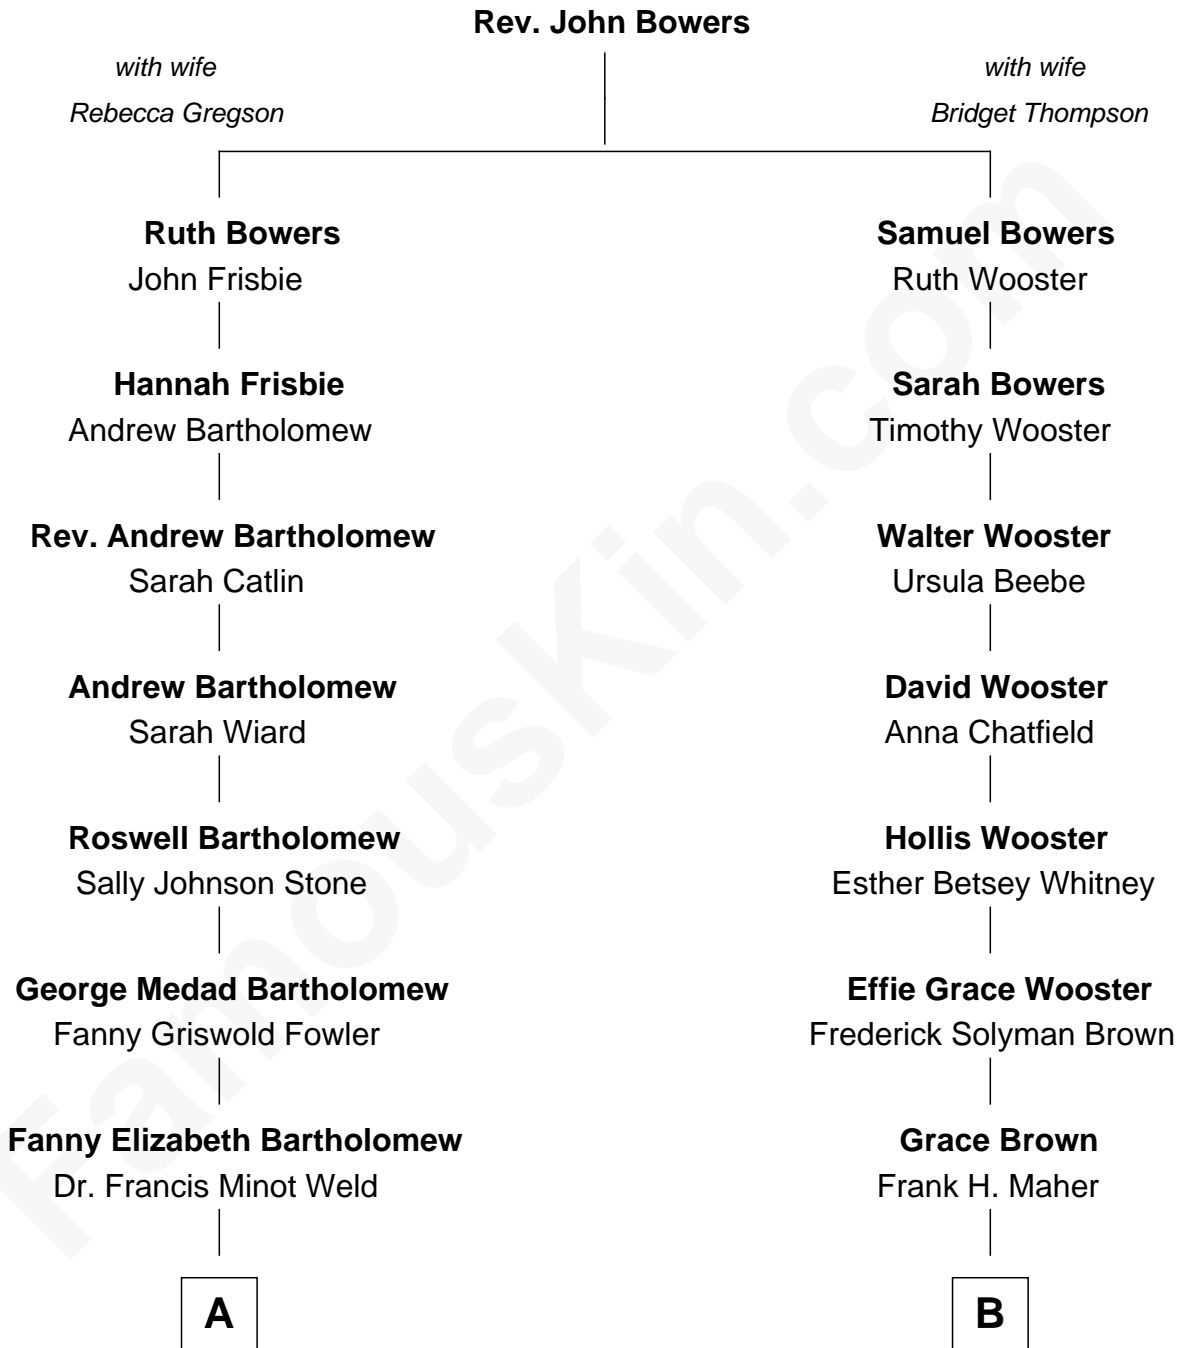 Rev. John Bowers
with wife
Rebecca Gregson
with wife
Bridget Thompson
Ruth Bowers
John Frisbie
Samuel Bowers
Ruth Wooster
Hannah Frisbie
Andrew Bartholomew
Sarah Bowers
Timothy Wooster
Rev. Andrew Bartholomew
Sarah Catlin
Walter Wooster
Ursula Beebe
Andrew Bartholomew
Sarah Wiard
David Wooster
Anna Chatfield
Roswell Bartholomew
Sally Johnson Stone
Hollis Wooster
Esther Betsey Whitney
George Medad Bartholomew
Fanny Griswold Fowler
Effie Grace Wooster
Frederick Solyman Brown
Fanny Elizabeth Bartholomew
Dr. Francis Minot Weld
Grace Brown
Frank H. Maher
A
B
FamousKin.com